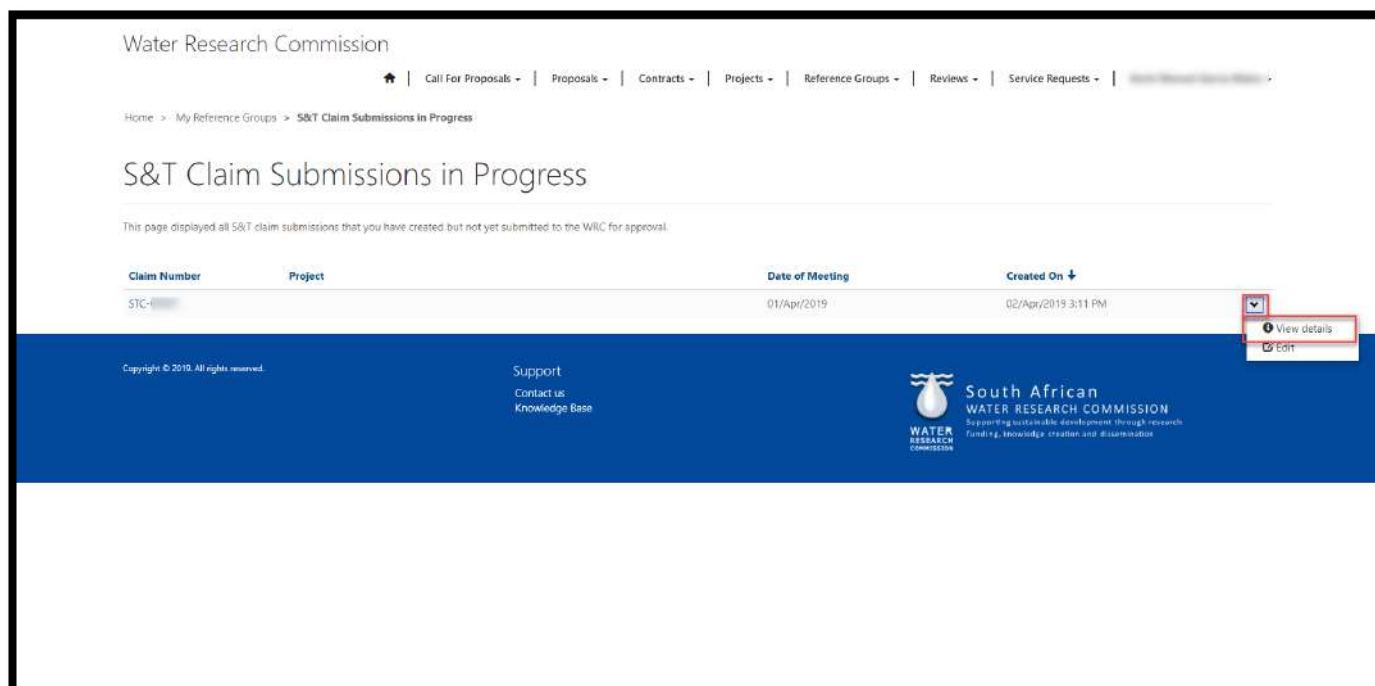 Water Research Commission
Call For Proposals | Proposals | Contracts | Projects | Reference Groups | Reviews | Service Requests |
Home > My Reference Groups > S&T Claim Submissions in Progress
S&T Claim Submissions in Progress
This page displayed all S&T claim submissions that you have created but not yet submitted to the WRC for approval.
Claim Number Project Date of Meeting Created On
STC- 01/Apr/2019 02/Apr/2019 3:11 PM
View details
Edit
Copyright © 2019. All rights reserved.
Support
Contact us
Knowledge Base
WATER
RESEARCH
COMMISSION
South African
WATER RESEARCH COMMISSION
Supporting sustainable development through research
funding, knowledge creation and dissemination